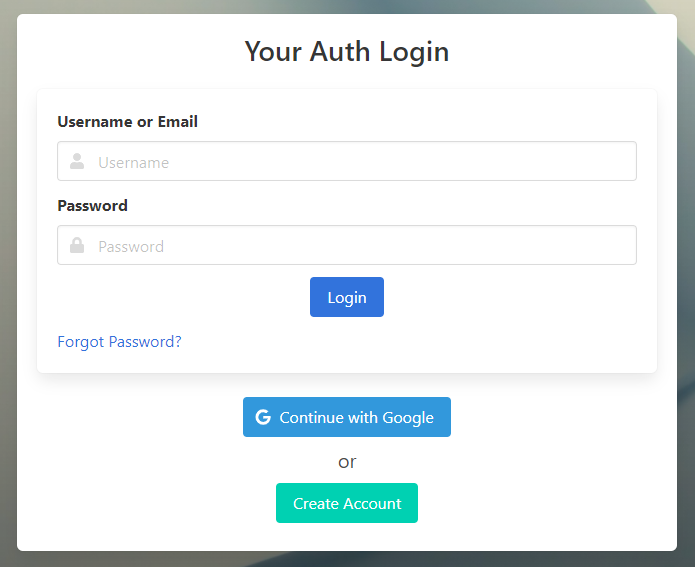 Your Auth Login
Username or Email
Username
Password
Password
Login
Forgot Password?
G Continue with Google
or
Create Account